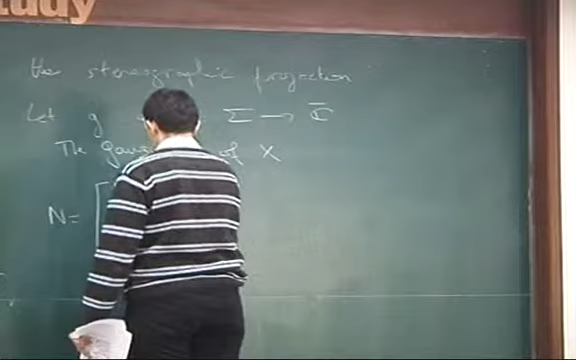 tudy
the stereographic projection
Let g Σ → C̄
The gaus of X
N = [